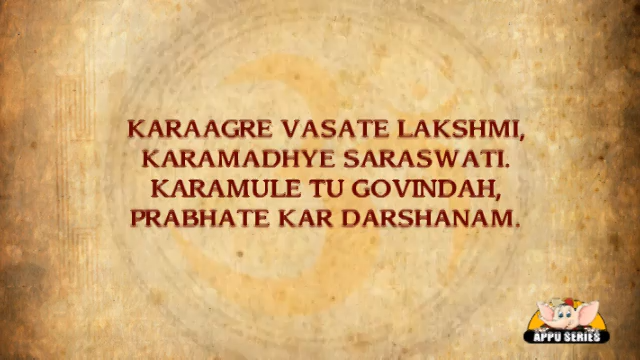 KARAAGRE VASATE LAKSHMI,
KARAMADHYE SARASWATI.
KARAMULE TU GOVINDAH,
PRABHATE KAR DARSHANAM.
APPU SERIES